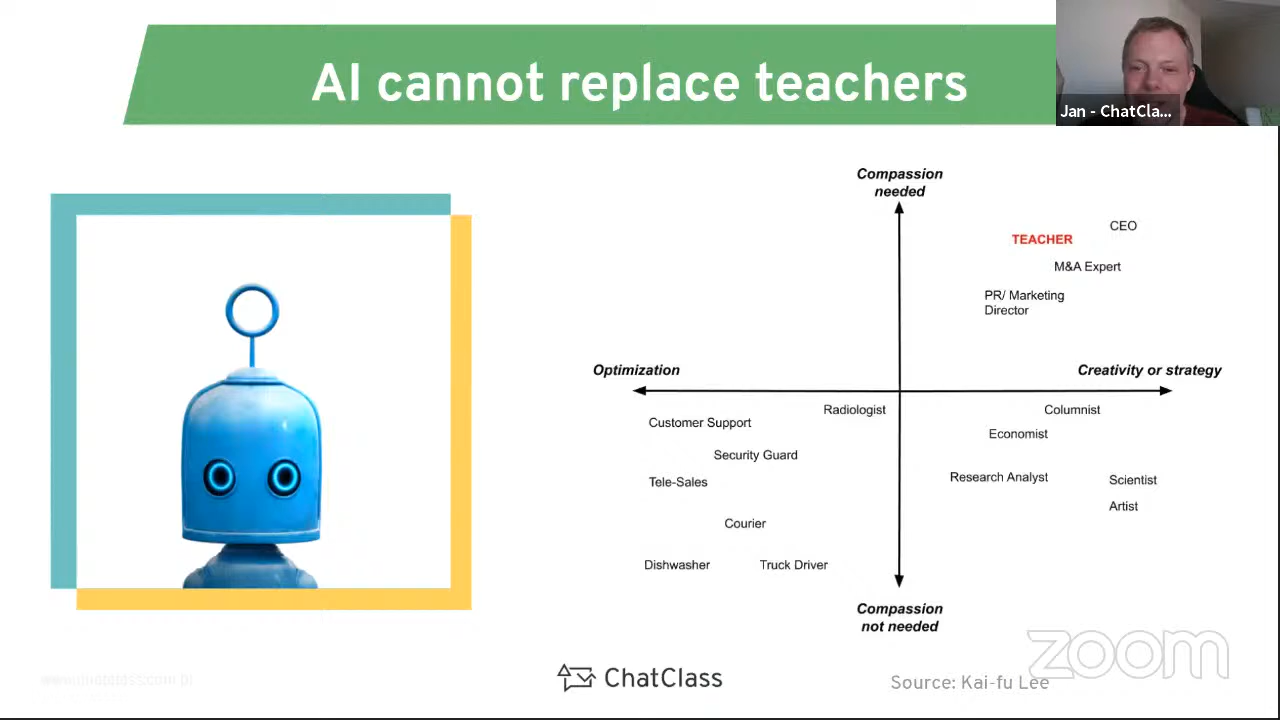 AI cannot replace teachers
Jan - ChatCla...
Compassion
needed
CEO
TEACHER
M&A Expert
PR/ Marketing
Director
Optimization
Creativity or strategy
Radiologist
Columnist
Customer Support
Economist
Security Guard
Research Analyst
Scientist
Tele-Sales
Artist
Courier
Dishwasher
Truck Driver
Compassion
not needed
zoom
ChatClass
Source: Kai-fu Lee